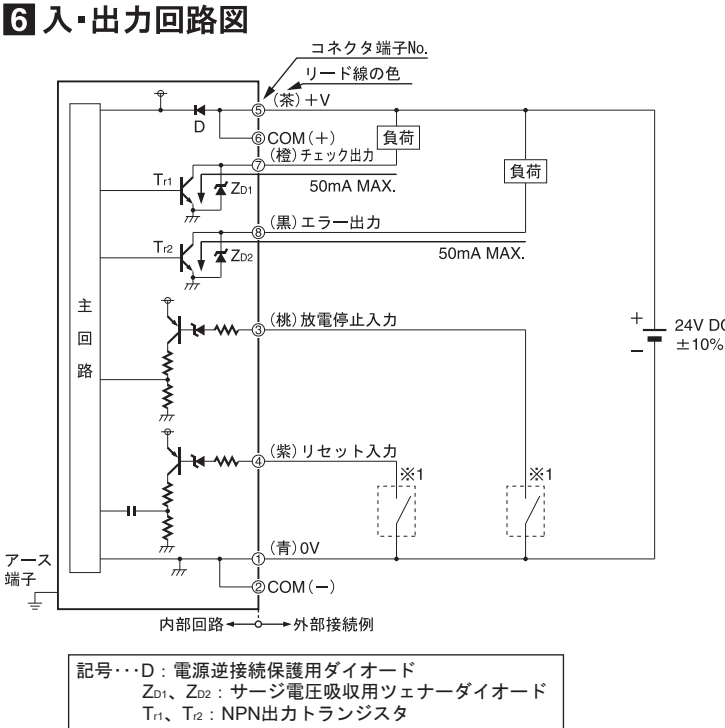 6 入・出力回路図
コネクタ端子No.
リード線の色
⑤ (茶)+V
D
⑥ COM(+)
負荷
⑦ (橙)チェック出力
負荷
Tr1
ZD1
50mA MAX.
⑧ (黒)エラー出力
Tr2
ZD2
50mA MAX.
主回路
③ (桃)放電停止入力
+
24V DC
−
±10%
④ (紫)リセット入力
※1
※1
① (青)0V
アース
端子
② COM(−)
内部回路 外部接続例
記号･･･D:電源逆接続保護用ダイオード
ZD1、ZD2:サージ電圧吸収用ツェナーダイオード
Tr1、Tr2:NPN出力トランジスタ